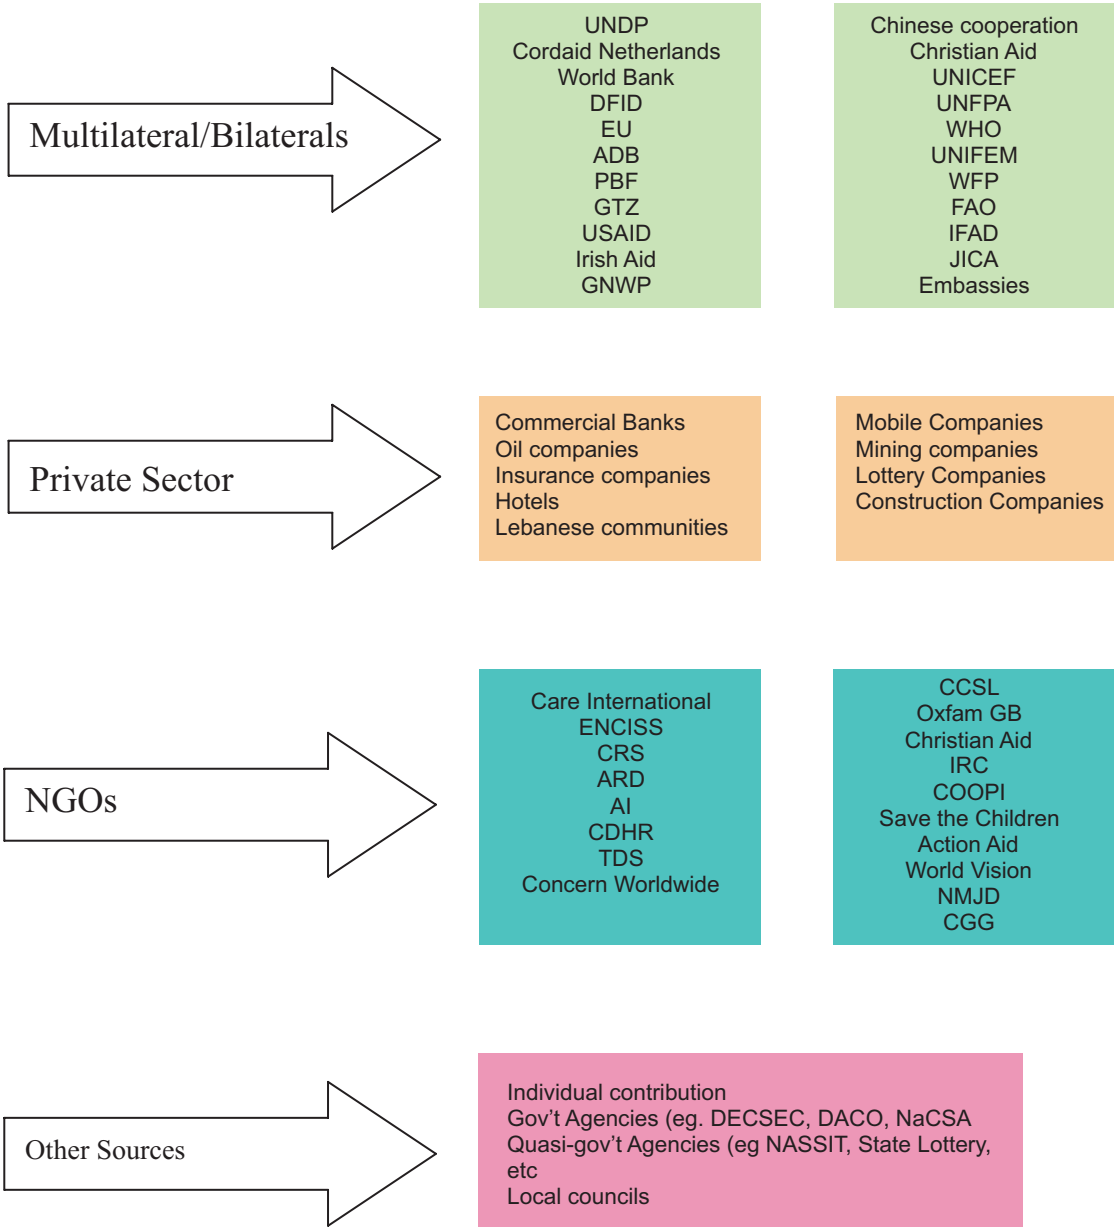 Multilateral/Bilaterals
UNDP
Cordaid Netherlands
World Bank
DFID
EU
ADB
PBF
GTZ
USAID
Irish Aid
GNWP
Chinese cooperation
Christian Aid
UNICEF
UNFPA
WHO
UNIFEM
WFP
FAO
IFAD
JICA
Embassies
Private Sector
Commercial Banks
Oil companies
Insurance companies
Hotels
Lebanese communities
Mobile Companies
Mining companies
Lottery Companies
Construction Companies
NGOs
Care International
ENCISS
CRS
ARD
AI
CDHR
TDS
Concern Worldwide
CCSL
Oxfam GB
Christian Aid
IRC
COOPI
Save the Children
Action Aid
World Vision
NMJD
CGG
Other Sources
Individual contribution
Gov’t Agencies (eg. DECSEC, DACO, NaCSA
Quasi-gov’t Agencies (eg NASSIT, State Lottery,
etc
Local councils